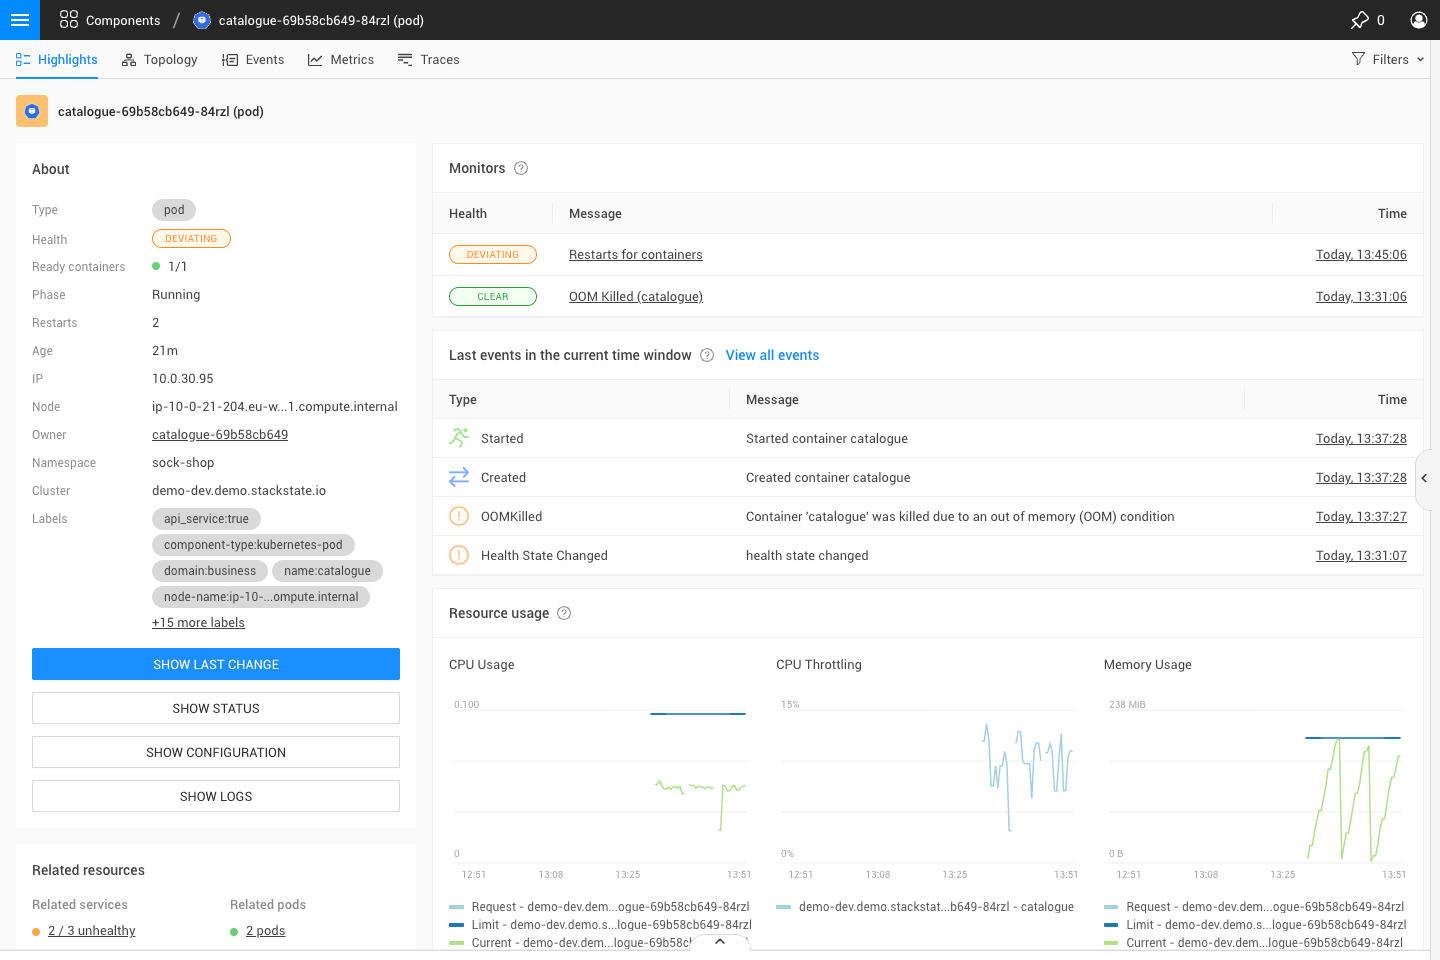 Components / catalogue-69b58cb649-84rzl (pod) 0
Highlights Topology Events Metrics Traces Filters
catalogue-69b58cb649-84rzl (pod)
About
Type pod
Health DEVIATING
Ready containers 1/1
Phase Running
Restarts 2
Age 21m
IP 10.0.30.95
Node ip-10-0-21-204.eu-w...1.compute.internal
Owner catalogue-69b58cb649
Namespace sock-shop
Cluster demo-dev.demo.stackstate.io
Labels api_service:true
component-type:kubernetes-pod
domain:business name:catalogue
node-name:ip-10-...ompute.internal
+15 more labels
SHOW LAST CHANGE
SHOW STATUS
SHOW CONFIGURATION
SHOW LOGS
Related resources
Related services Related pods
2 / 3 unhealthy 2 pods
Monitors ?
Health Message Time
DEVIATING Restarts for containers Today, 13:45:06
CLEAR OOM Killed (catalogue) Today, 13:31:06
Last events in the current time window ? View all events
Type Message Time
Started Started container catalogue Today, 13:37:28
Created Created container catalogue Today, 13:37:28
OOMKilled Container 'catalogue' was killed due to an out of memory (OOM) condition Today, 13:37:27
Health State Changed health state changed Today, 13:31:07
Resource usage ?
CPU Usage
0.100
0
12:51 13:08 13:25 13:51
Request - demo-dev.dem...ogue-69b58cb649-84rzl
Limit - demo-dev.demo.s...logue-69b58cb649-84rzl
Current - demo-dev.dem...logue-69b58cb
CPU Throttling
15%
0%
12:51 13:08 13:25 13:51
demo-dev.demo.stackstat...b649-84rzl - catalogue
Memory Usage
238 MiB
0 B
12:51 13:08 13:25 13:51
Request - demo-dev.dem...ogue-69b58cb649-84rzl
Limit - demo-dev.demo.s...logue-69b58cb649-84rzl
Current - demo-dev.dem...logue-69b58cb649-84rzl